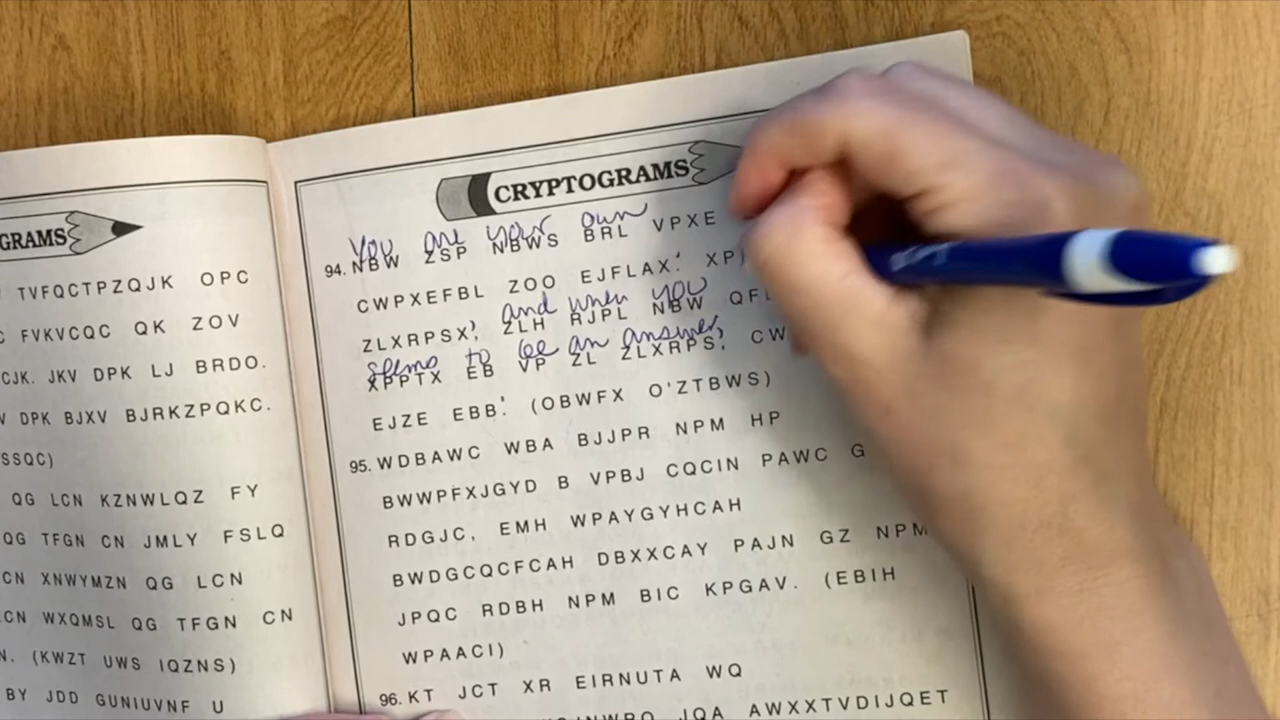 GRAMS
TVFQCTPZQJK OPC
FVKVCQC QK ZOV
CJK. JKV DPK LJ BRDO.
DPK BJXV BJRKZPQKC.
SSQC)
QG LCN KZNWLQZ FY
QG TFGN CN JMLY FSLQ
CN XNWYMZN QG LCN
CN WXQMSL QG TFGN CN
N. (KWZT UWS IQZNS)
BY JDD GUNIUVNF U
CRYPTOGRAMS
You are your own
94. NBW ZSP NBWS BRL VPXE
CWPXEFBL ZOO EJFLAX. XP
and when you
ZLXRPSX, ZLH RJPL NBW QF
seems to be an answer,
XPPTX EB VP ZL ZLXRPS, CW
EJZE EBB. (OBWFX O'ZTBWS)
95. WDBAWC WBA BJJPR NPM HP
BWWPFXJGYD B VPBJ CQCIN PAWC G
RDGJC, EMH WPAYGYHCAH
BWDGCQCFCAH DBXXCAY PAJN GZ NPM
JPQC RDBH NPM BIC KPGAV. (EBIH
WPAACI)
96. KT JCT XR EIRNUTA WQ
JQA AWXXTVDIJQET